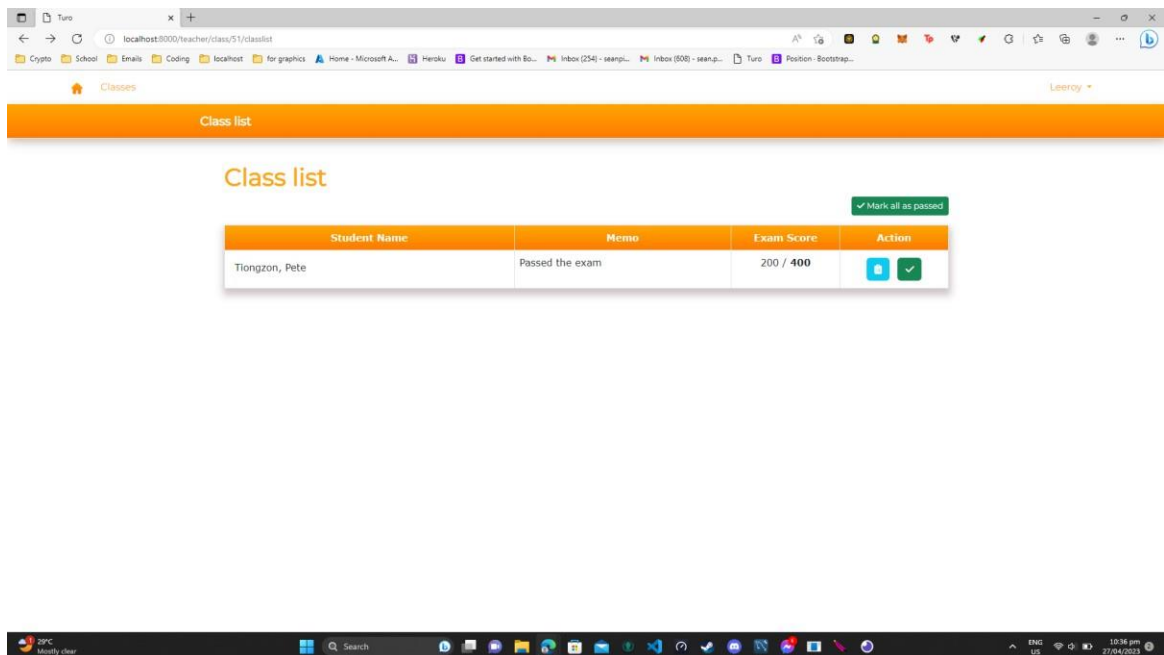 Turo
localhost:8000/teacher/class/51/classlist
Crypto School Emails Coding localhost for graphics Home - Microsoft A... Heroku Get started with Bo... Inbox (254) - seanpi... Inbox (608) - sean.p... Turo Position · Bootstrap...
Classes Leeroy
Class list
Class list
Mark all as passed
Student Name Memo Exam Score Action
Tiongzon, Pete Passed the exam 200 / 400
29°C
Mostly clear
Search
ENG
US
10:36 pm
27/04/2023